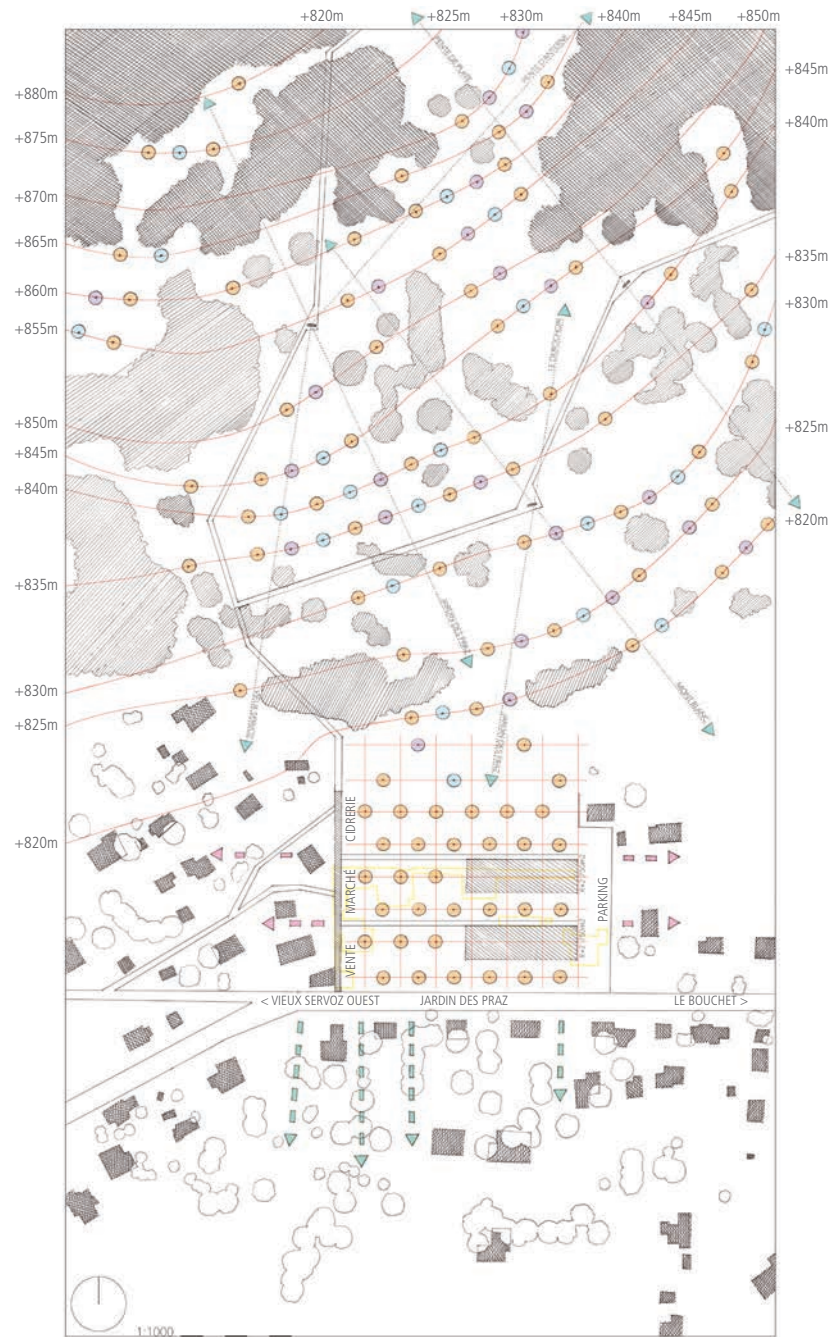 +820m
+825m
+830m
+840m
+845m
+850m
+845m
+840m
+835m
+830m
+825m
+820m
+880m
+875m
+870m
+865m
+860m
+855m
+850m
+845m
+840m
+835m
+830m
+825m
+820m
MONT BLANC
CIDRERIE
MARCHÉ
VENTE
PARKING
< VIEUX SERVOZ OUEST
JARDIN DES PRAZ
LE BOUCHET >
1:1000